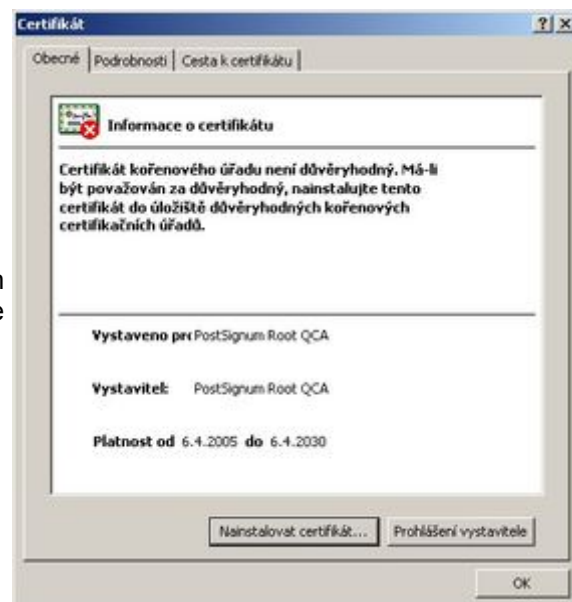 Certifikát
Obecné Podrobnosti Cesta k certifikátu
Informace o certifikátu
Certifikát kořenového úřadu není důvěryhodný. Má-li
být považován za důvěryhodný, nainstalujte tento
certifikát do úložiště důvěryhodných kořenových
certifikačních úřadů.
Vystaveno pro PostSignum Root QCA
Vystavitel: PostSignum Root QCA
Platnost od 6.4.2005 do 6.4.2030
Nainstalovat certifikát... Prohlášení vystavitele
OK